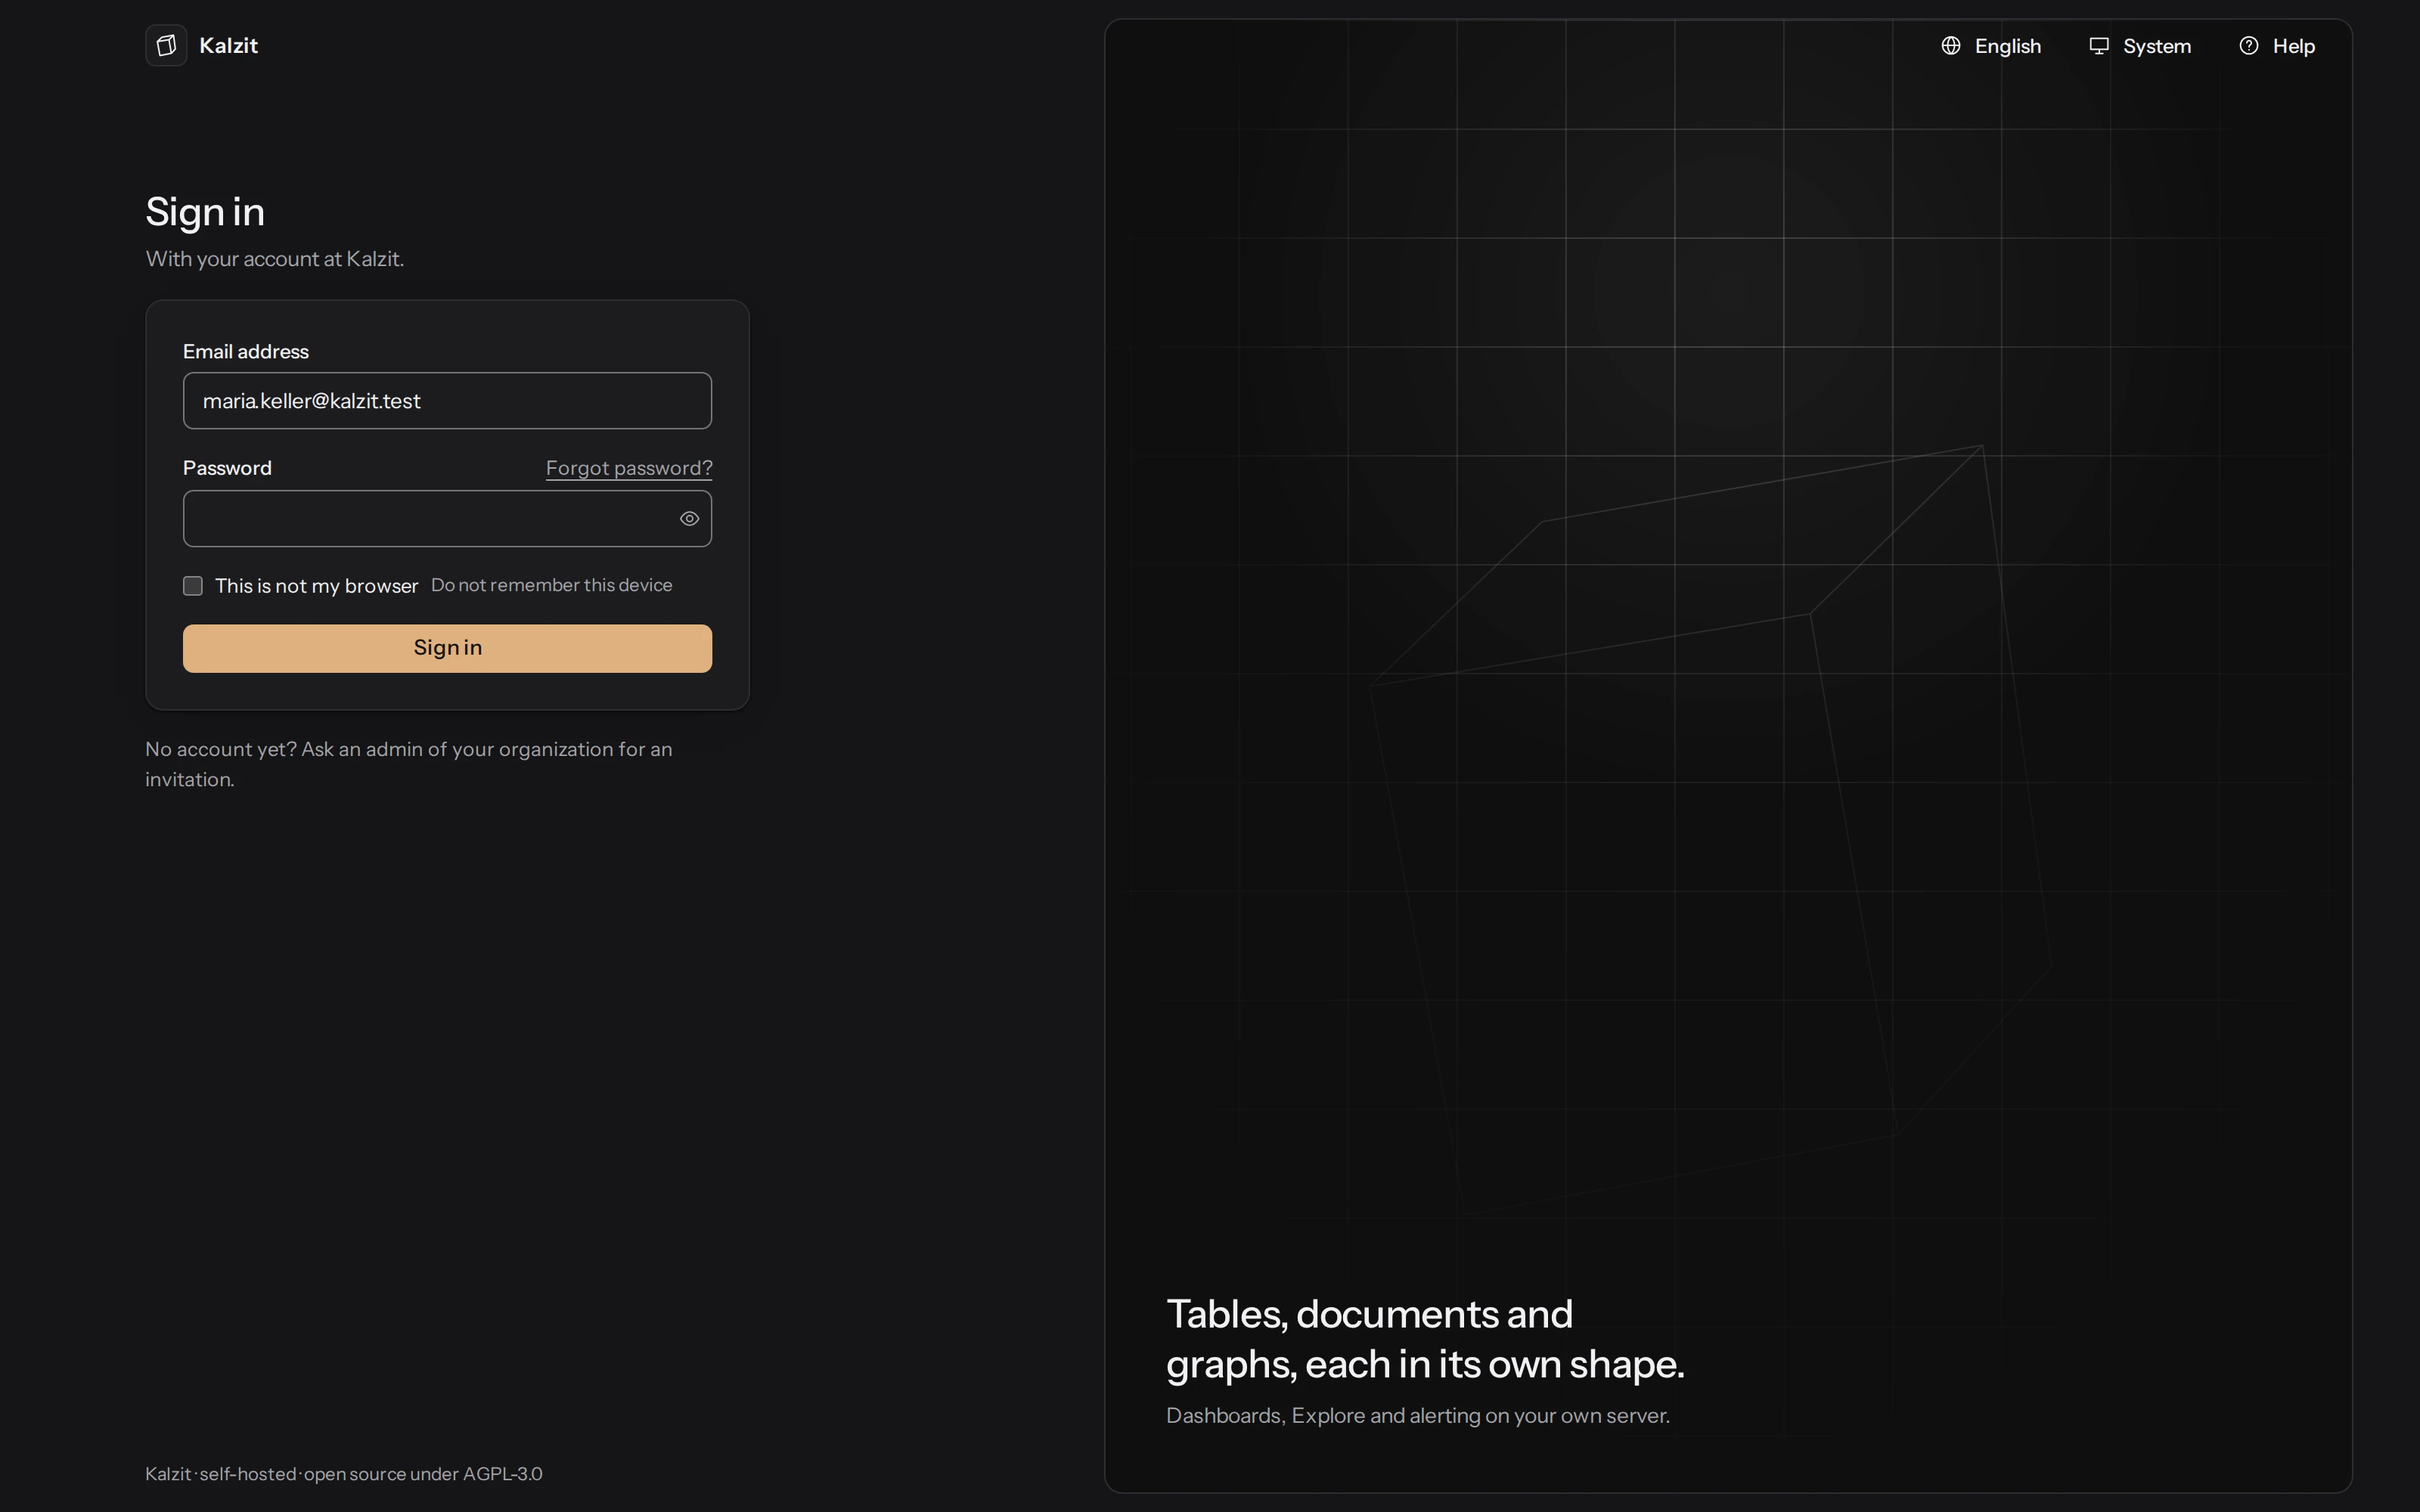 Kalzit
English
System
Help
Sign in
With your account at Kalzit.
Email address
maria.keller@kalzit.test
Password
Forgot password?
This is not my browser
Do not remember this device
Sign in
No account yet? Ask an admin of your organization for an
invitation.
Tables, documents and
graphs, each in its own shape.
Dashboards, Explore and alerting on your own server.
Kalzit · self-hosted · open source under AGPL-3.0